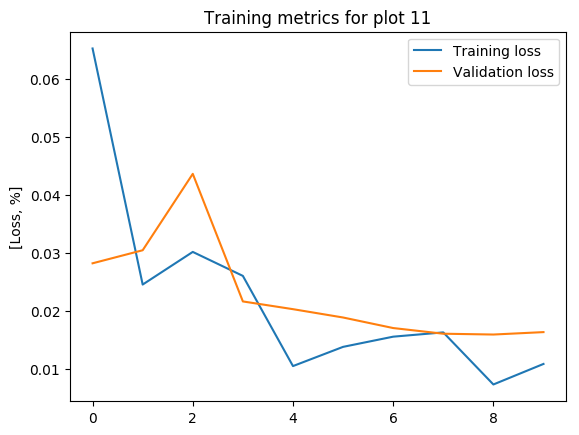 Training metrics for plot 11
Training loss
Validation loss
[Loss, %]
0.06
0.05
0.04
0.03
0.02
0.01
0 2 4 6 8